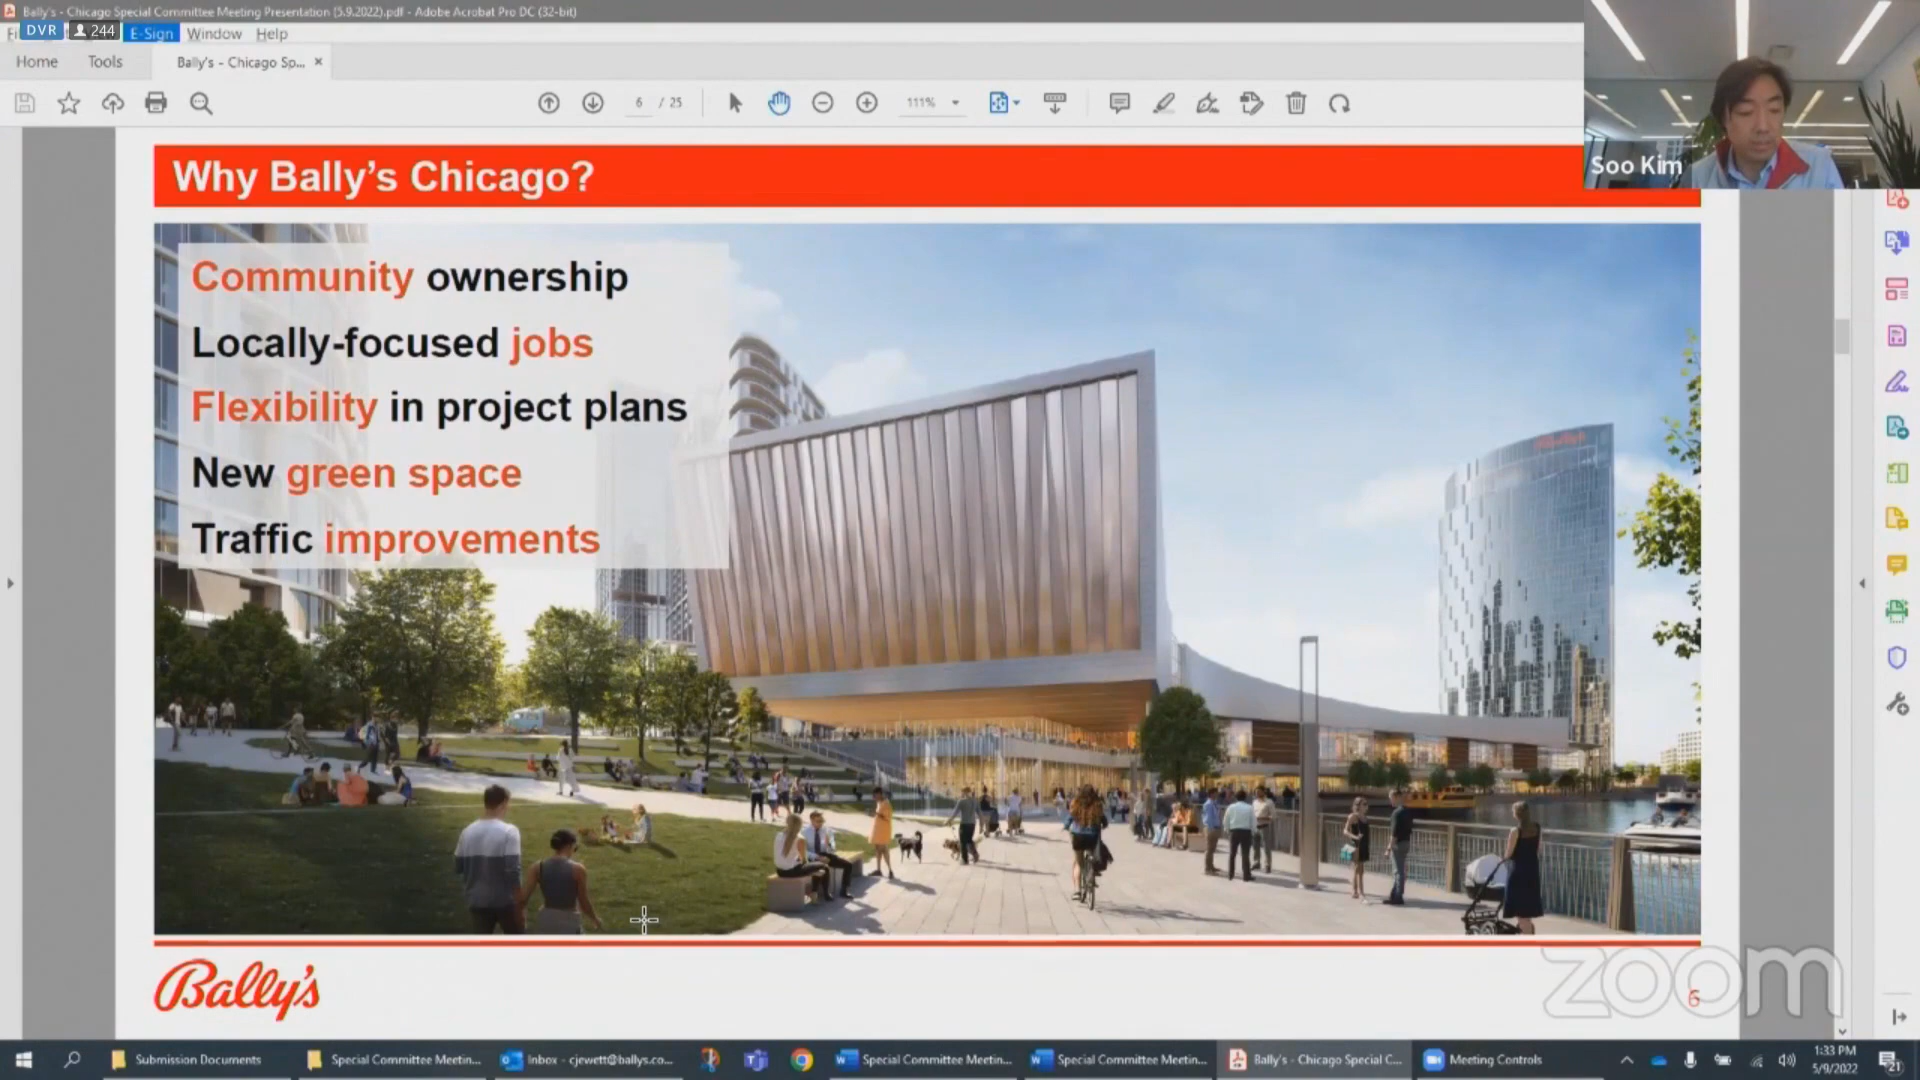 Bally's - Chicago Special Committee Meeting Presentation (5.9.2022).pdf - Adobe Acrobat Pro DC (32-bit)
DVR 244 E-Sign Window Help
Home Tools Bally's - Chicago Sp...
6 / 25 111%
Soo Kim
Why Bally's Chicago?
Community ownership
Locally-focused jobs
Flexibility in project plans
New green space
Traffic improvements
Bally's
6
zoom
Submission Documents Special Committee Meetin... Inbox - cjewett@ballys.co... Special Committee Meetin... Special Committee Meetin... Bally's - Chicago Special C... Meeting Controls 1:33 PM
5/9/2022 21